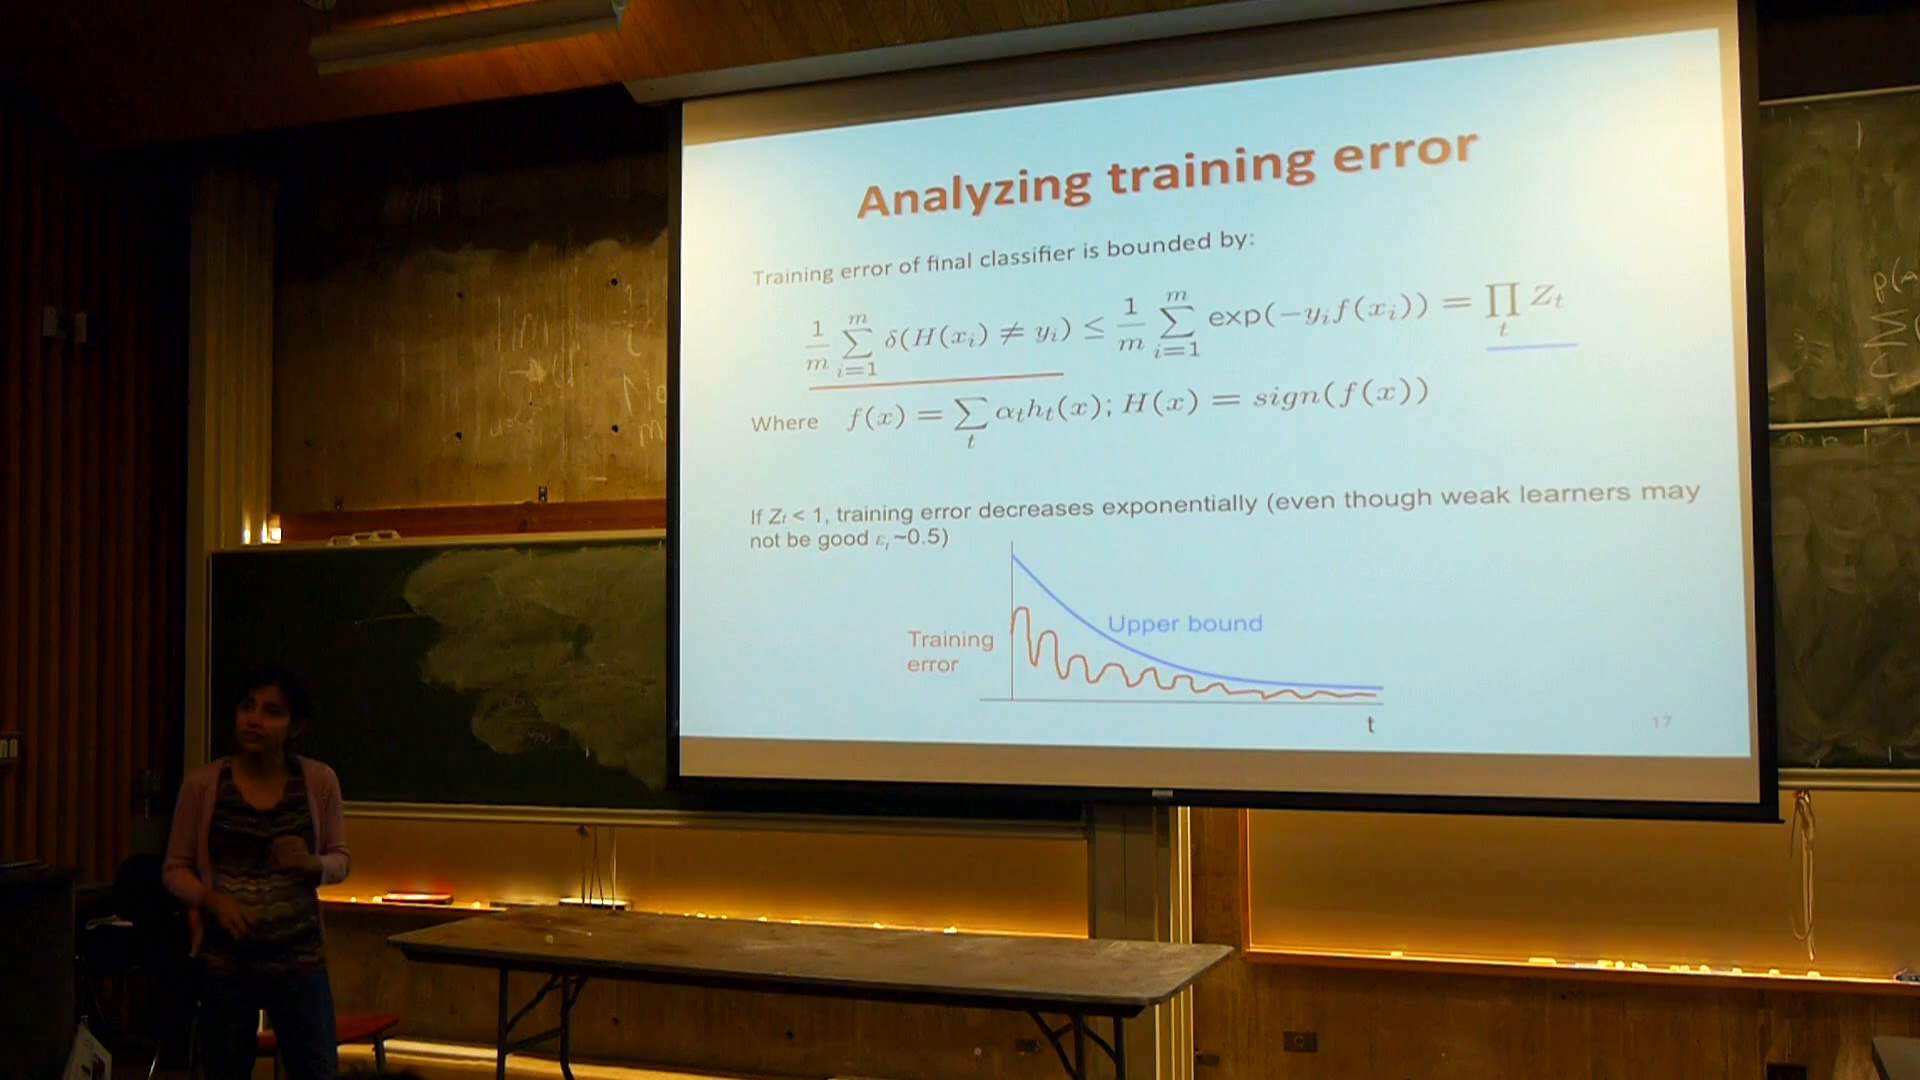 Analyzing training error
Training error of final classifier is bounded by:
1/m ∑_{i=1}^{m} δ(H(x_i) ≠ y_i) ≤ 1/m ∑_{i=1}^{m} exp(−y_i f(x_i)) = ∏_t Z_t
Where f(x) = ∑_t α_t h_t(x); H(x) = sign(f(x))
If Z_t < 1, training error decreases exponentially (even though weak learners may
not be good ε_t ~0.5)
Upper bound
Training
error
t
17
lim